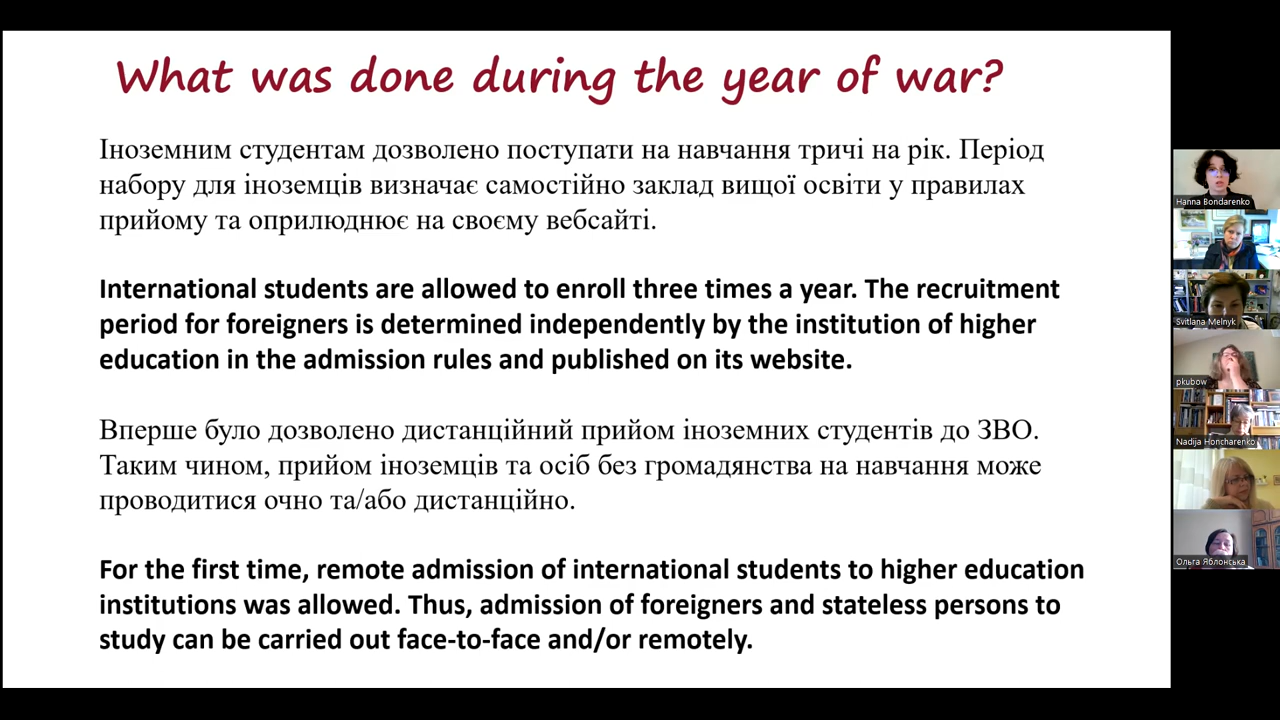 What was done during the year of war?
Іноземним студентам дозволено поступати на навчання тричі на рік. Період
набору для іноземців визначає самостійно заклад вищої освіти у правилах
прийому та оприлюднює на своєму вебсайті.
International students are allowed to enroll three times a year. The recruitment
period for foreigners is determined independently by the institution of higher
education in the admission rules and published on its website.
Вперше було дозволено дистанційний прийом іноземних студентів до ЗВО.
Таким чином, прийом іноземців та осіб без громадянства на навчання може
проводитися очно та/або дистанційно.
For the first time, remote admission of international students to higher education
institutions was allowed. Thus, admission of foreigners and stateless persons to
study can be carried out face-to-face and/or remotely.
Hanna Bondarenko
Svitlana Melnyk
pkubow
Nadija Honcharenko
Ольга Яблонська